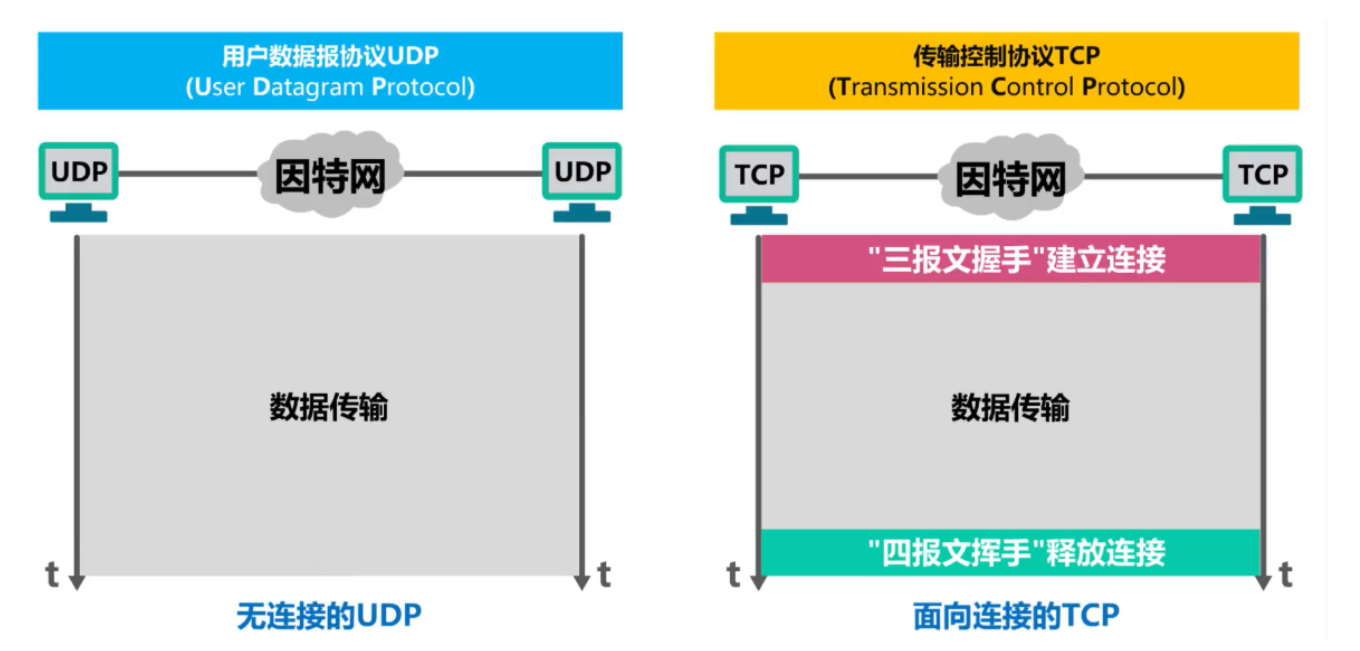 用户数据报协议UDP
(User Datagram Protocol)
UDP
因特网
UDP
数据传输
t
t
无连接的UDP
传输控制协议TCP
(Transmission Control Protocol)
TCP
因特网
TCP
"三报文握手"建立连接
数据传输
"四报文挥手"释放连接
t
t
面向连接的TCP